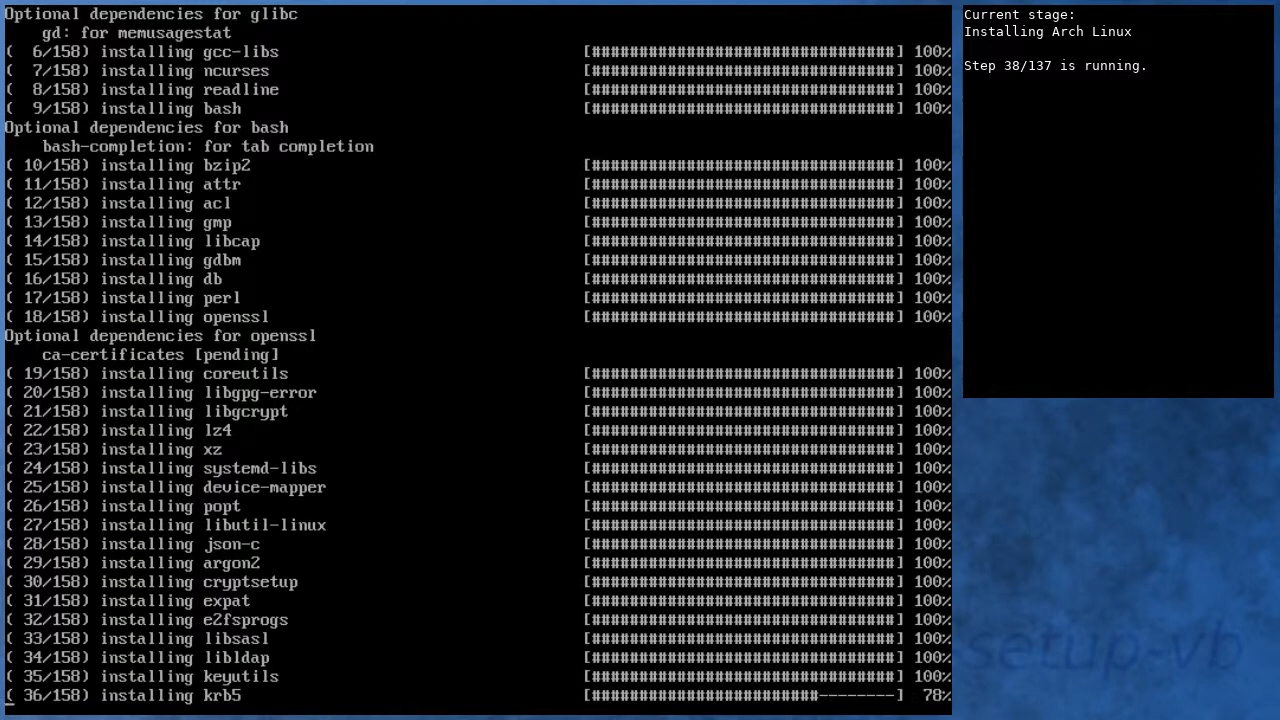 Optional dependencies for glibc
    gd: for memusagestat
(  6/158) installing gcc-libs [################################] 100%
(  7/158) installing ncurses [################################] 100%
(  8/158) installing readline [################################] 100%
(  9/158) installing bash [################################] 100%
Optional dependencies for bash
    bash-completion: for tab completion
( 10/158) installing bzip2 [################################] 100%
( 11/158) installing attr [################################] 100%
( 12/158) installing acl [################################] 100%
( 13/158) installing gmp [################################] 100%
( 14/158) installing libcap [################################] 100%
( 15/158) installing gdbm [################################] 100%
( 16/158) installing db [################################] 100%
( 17/158) installing perl [################################] 100%
( 18/158) installing openssl [################################] 100%
Optional dependencies for openssl
    ca-certificates [pending]
( 19/158) installing coreutils [################################] 100%
( 20/158) installing libgpg-error [################################] 100%
( 21/158) installing libgcrypt [################################] 100%
( 22/158) installing lz4 [################################] 100%
( 23/158) installing xz [################################] 100%
( 24/158) installing systemd-libs [################################] 100%
( 25/158) installing device-mapper [################################] 100%
( 26/158) installing popt [################################] 100%
( 27/158) installing libutil-linux [################################] 100%
( 28/158) installing json-c [################################] 100%
( 29/158) installing argon2 [################################] 100%
( 30/158) installing cryptsetup [################################] 100%
( 31/158) installing expat [################################] 100%
( 32/158) installing e2fsprogs [################################] 100%
( 33/158) installing libsasl [################################] 100%
( 34/158) installing libldap [################################] 100%
( 35/158) installing keyutils [################################] 100%
( 36/158) installing krb5 [########################--------] 78%
Current stage:
Installing Arch Linux
Step 38/137 is running.
setup-vb